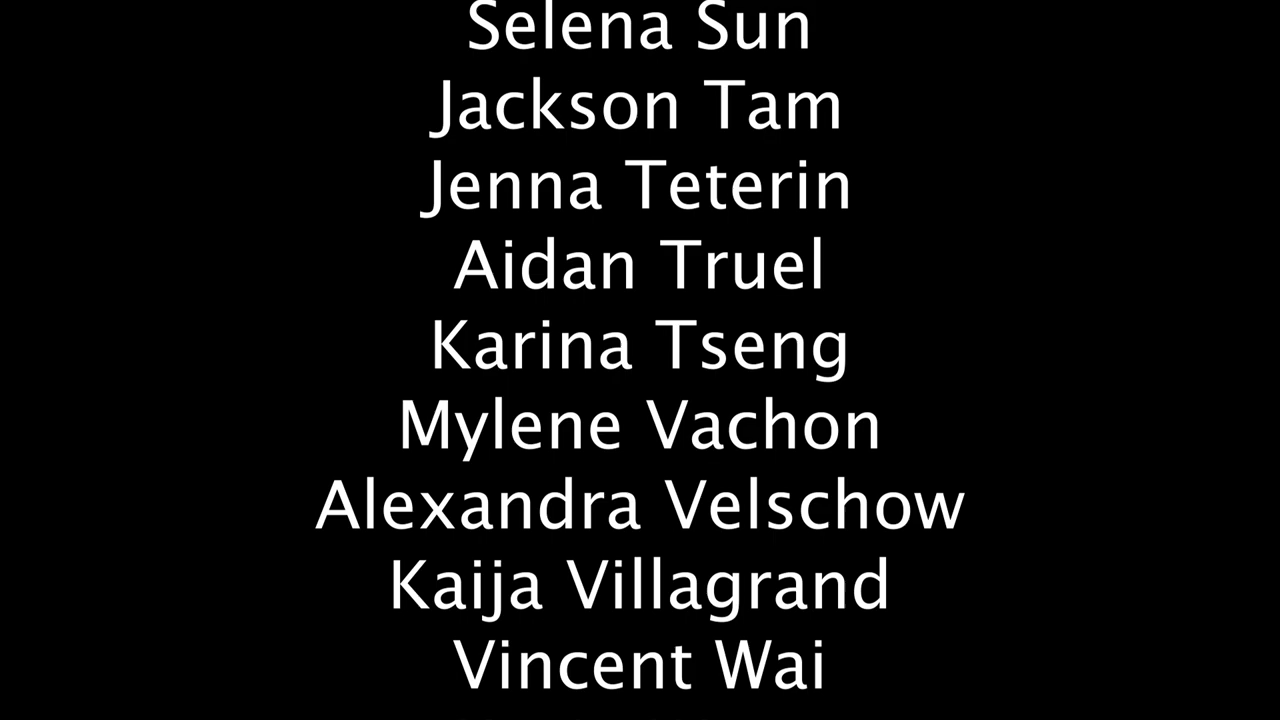 Selena Sun
Jackson Tam
Jenna Teterin
Aidan Truel
Karina Tseng
Mylene Vachon
Alexandra Velschow
Kaija Villagrand
Vincent Wai